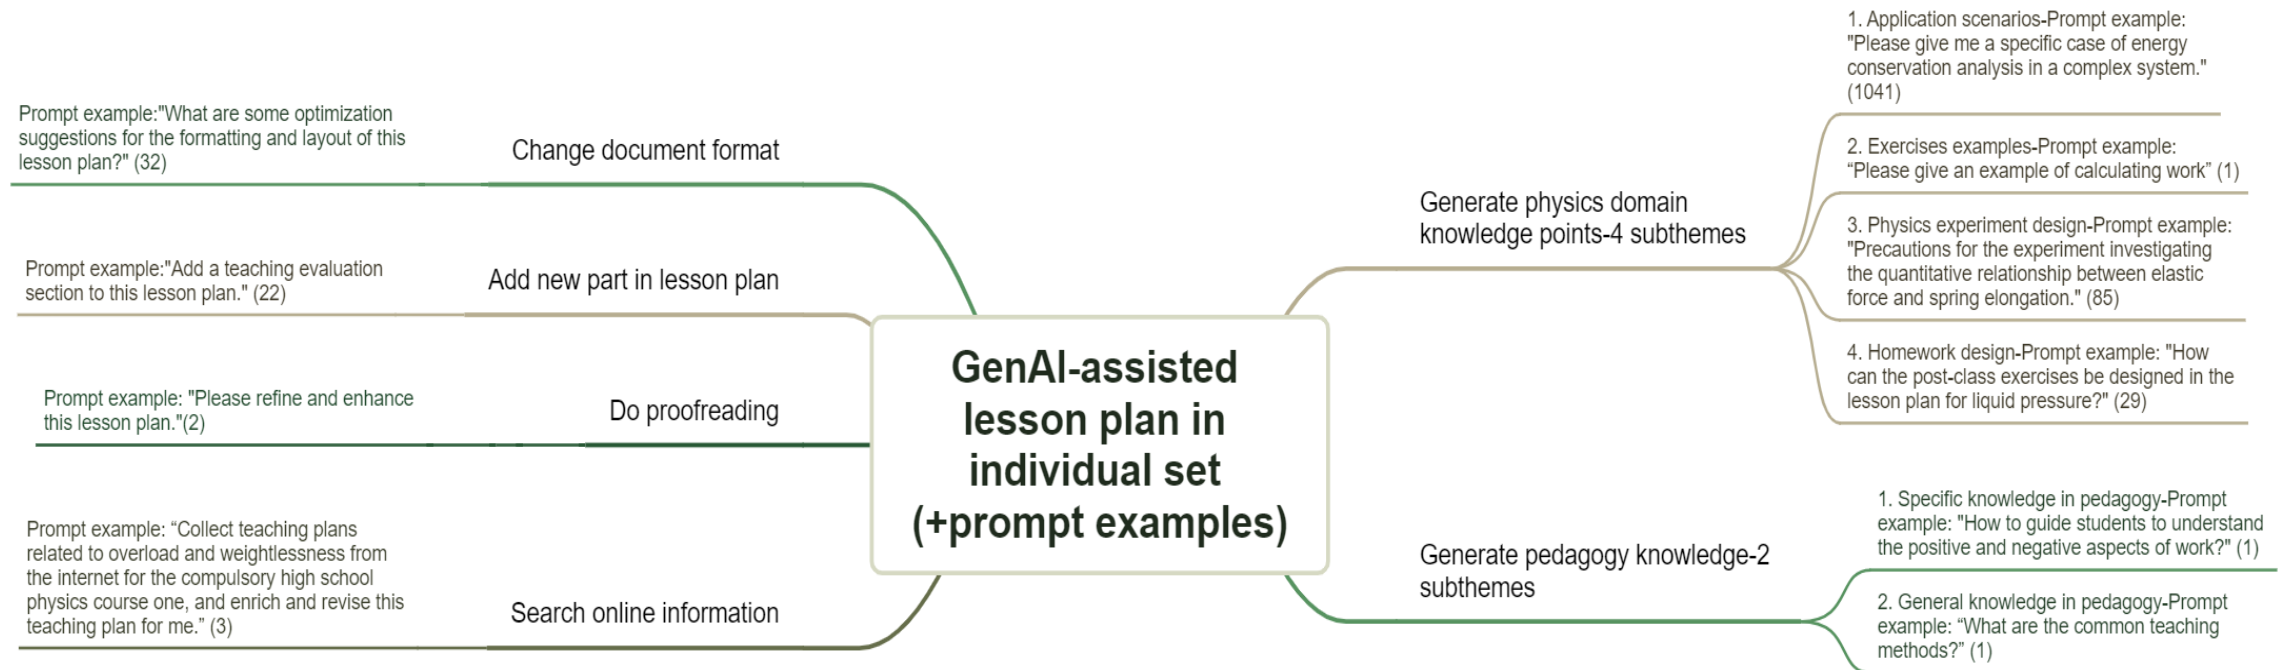 Prompt example:"What are some optimization
suggestions for the formatting and layout of this
lesson plan?" (32)
Change document format
Prompt example:"Add a teaching evaluation
section to this lesson plan." (22)
Add new part in lesson plan
Prompt example: "Please refine and enhance
this lesson plan."(2)
Do proofreading
Prompt example: “Collect teaching plans
related to overload and weightlessness from
the internet for the compulsory high school
physics course one, and enrich and revise this
teaching plan for me.” (3)
Search online information
GenAI-assisted
lesson plan in
individual set
(+prompt examples)
Generate physics domain
knowledge points-4 subthemes
1. Application scenarios-Prompt example:
"Please give me a specific case of energy
conservation analysis in a complex system."
(1041)
2. Exercises examples-Prompt example:
“Please give an example of calculating work” (1)
3. Physics experiment design-Prompt example:
"Precautions for the experiment investigating
the quantitative relationship between elastic
force and spring elongation." (85)
4. Homework design-Prompt example: "How
can the post-class exercises be designed in the
lesson plan for liquid pressure?" (29)
Generate pedagogy knowledge-2
subthemes
1. Specific knowledge in pedagogy-Prompt
example: "How to guide students to understand
the positive and negative aspects of work?" (1)
2. General knowledge in pedagogy-Prompt
example: “What are the common teaching
methods?” (1)